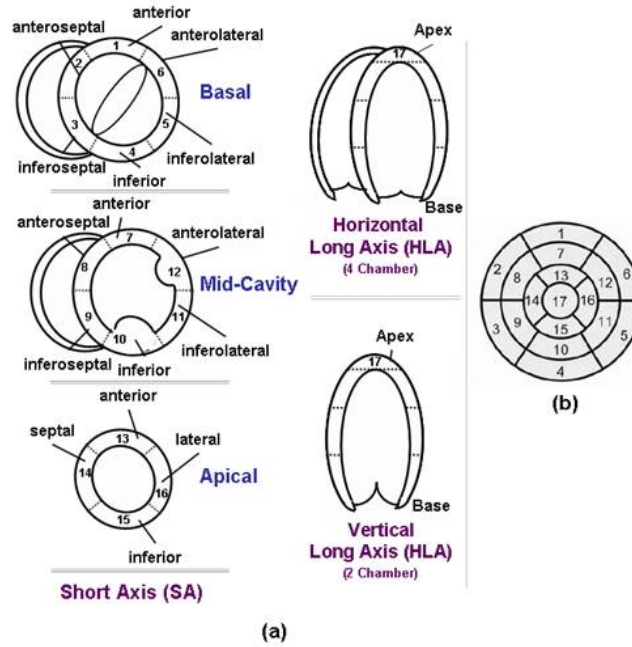 anterior
anteroseptal
anterolateral
1
2
6
Basal
3
5
4
inferoseptal
inferolateral
inferior
anterior
anteroseptal
anterolateral
7
8
12
Mid-Cavity
9
11
10
inferolateral
inferoseptal
inferior
anterior
septal
lateral
13
14
Apical
16
15
inferior
Short Axis (SA)
Apex
17
Base
Horizontal
Long Axis (HLA)
(4 Chamber)
Apex
17
Base
Vertical
Long Axis (HLA)
(2 Chamber)
(a)
1
7
2
6
8
13
12
14
17
16
9
11
3
15
5
10
4
(b)